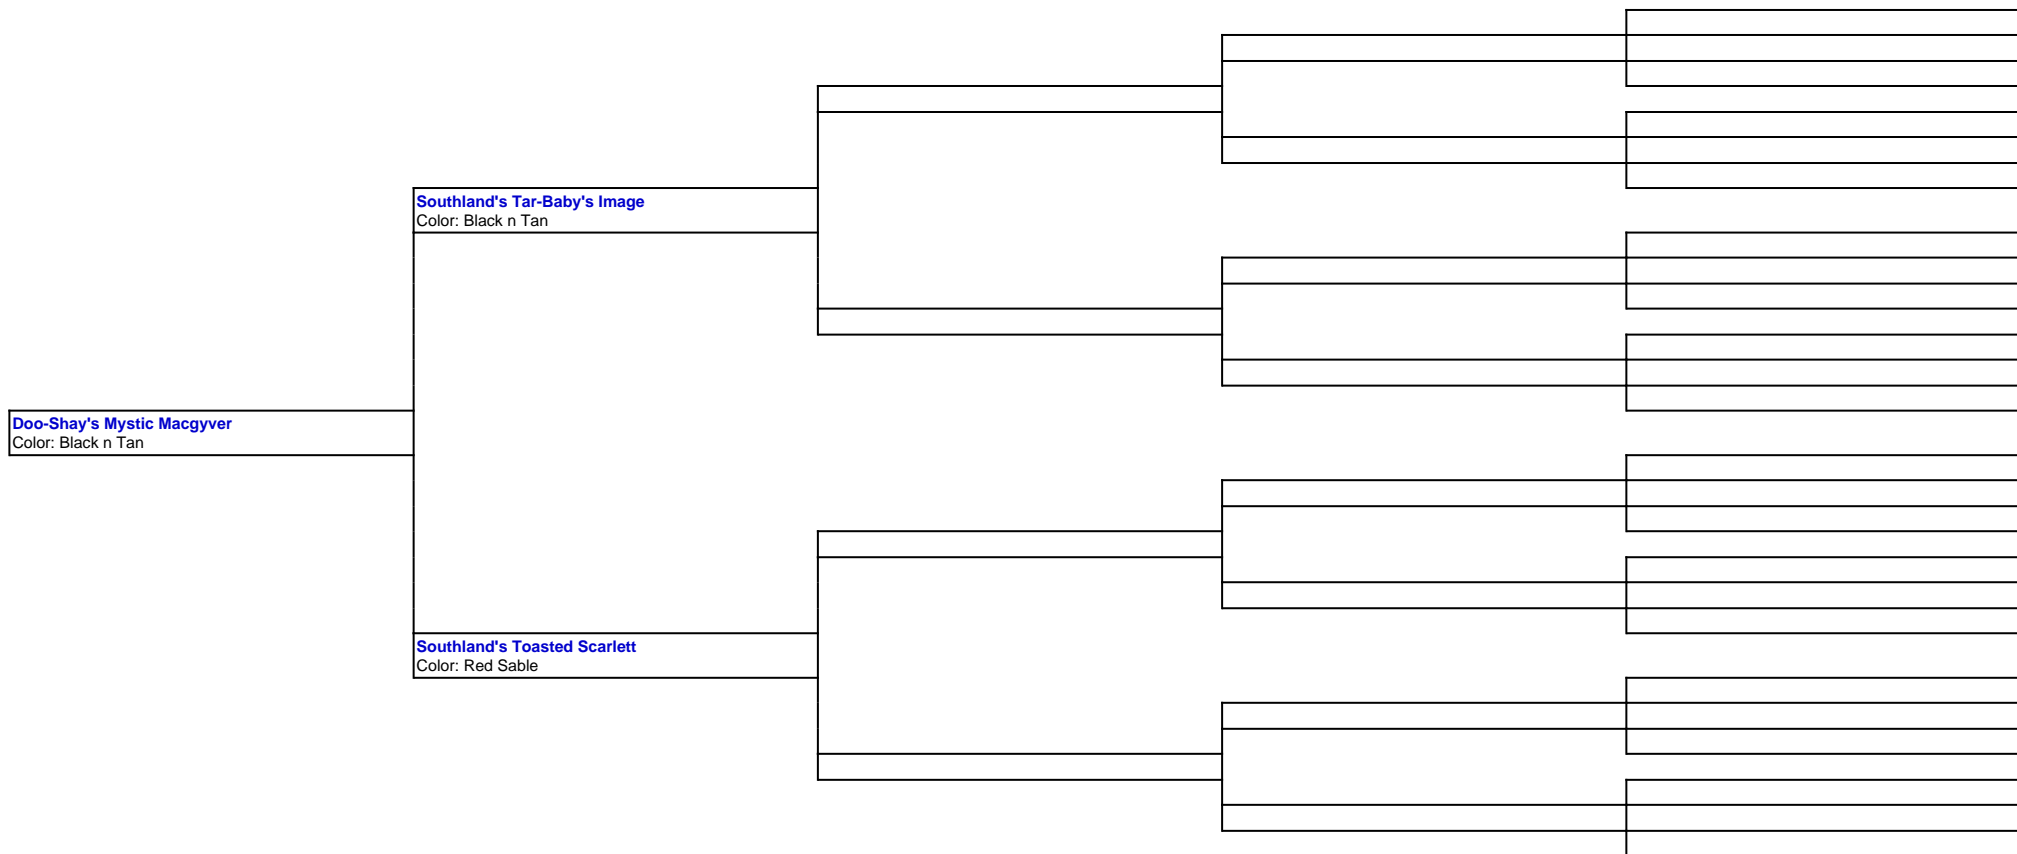 Southland's Tar-Baby's Image
Color: Black n Tan
Doo-Shay's Mystic Macgyver
Color: Black n Tan
Southland's Toasted Scarlett
Color: Red Sable